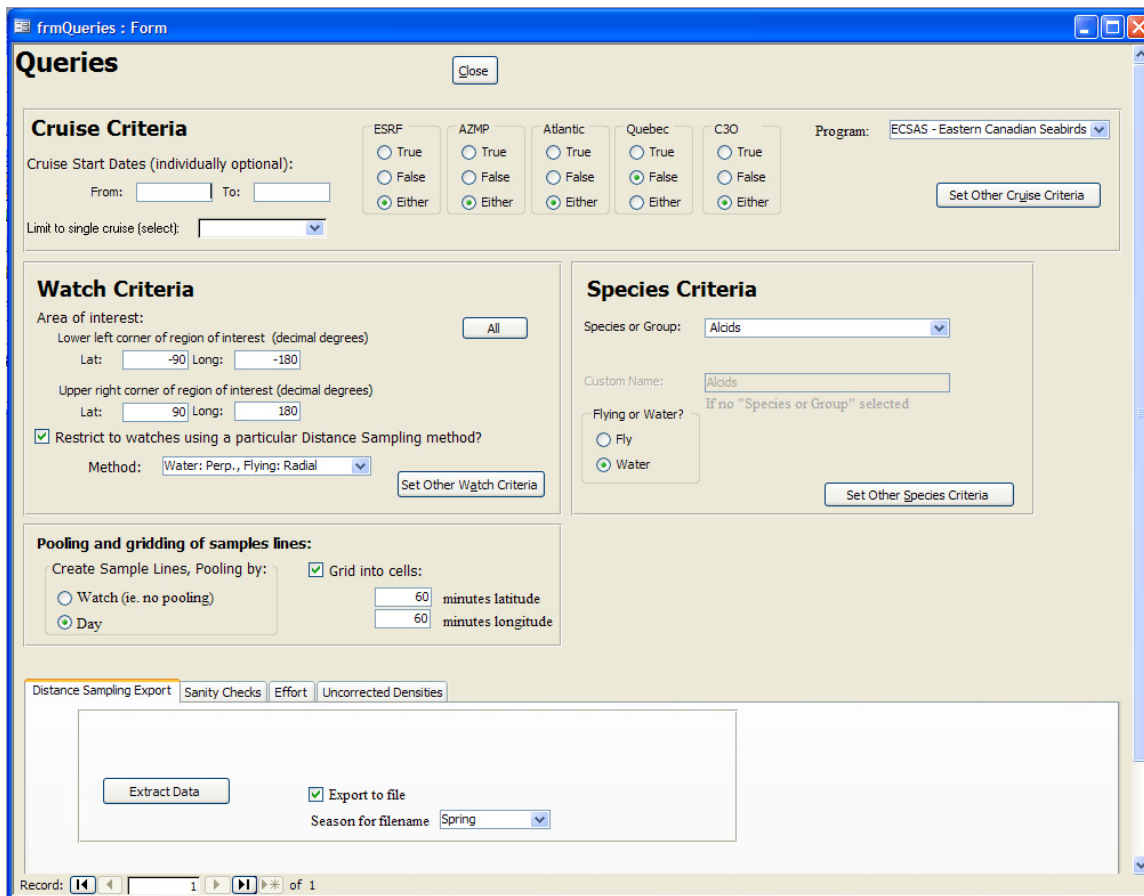 frmQueries : Form
Queries
Close
Cruise Criteria
Cruise Start Dates (individually optional):
From: To:
Limit to single cruise (select):
ESRF AZMP Atlantic Quebec C3O
True True True True True
False False False False False
Either Either Either Either Either
Program: ECSAS - Eastern Canadian Seabirds
Set Other Cruise Criteria
Watch Criteria
Area of interest:
All
Lower left corner of region of interest (decimal degrees)
Lat: -90 Long: -180
Upper right corner of region of interest (decimal degrees)
Lat: 90 Long: 180
Restrict to watches using a particular Distance Sampling method?
Method: Water: Perp., Flying: Radial
Set Other Watch Criteria
Species Criteria
Species or Group: Alcids
Custom Name: Alcids
If no "Species or Group" selected
Flying or Water?
Fly
Water
Set Other Species Criteria
Pooling and gridding of samples lines:
Create Sample Lines, Pooling by:
Watch (ie. no pooling)
Day
Grid into cells:
60 minutes latitude
60 minutes longitude
Distance Sampling Export Sanity Checks Effort Uncorrected Densities
Extract Data
Export to file
Season for filename Spring
Record: 1 of 1